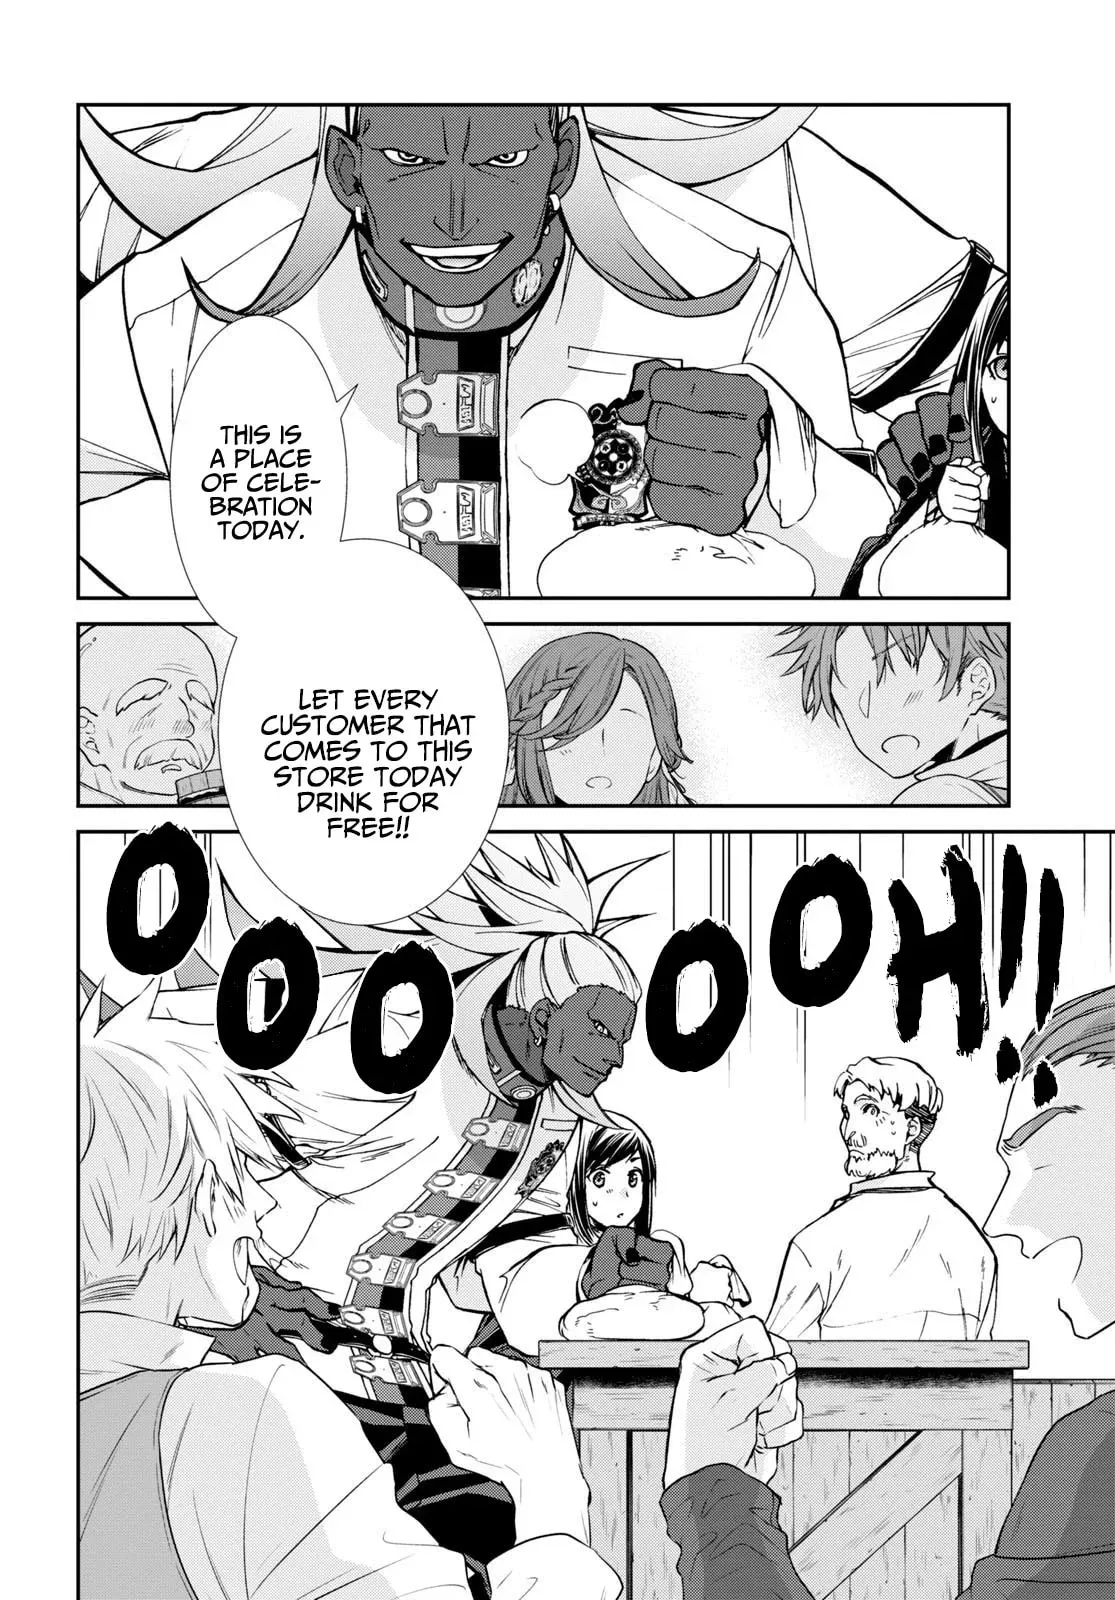 THIS IS
A PLACE
OF CELE-
BRATION
TODAY.
LET EVERY
CUSTOMER THAT
COMES TO THIS
STORE TODAY
DRINK FOR
FREE!!
OOOOOOH!!